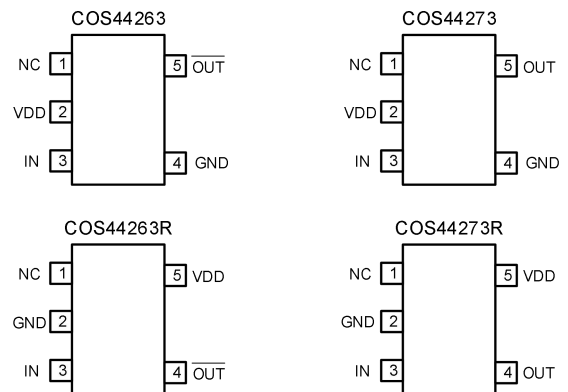 COS44263 COS44273
NC 1 5 O̅U̅T̅ NC 1 5 OUT
VDD 2 VDD 2
IN 3 4 GND IN 3 4 GND
COS44263R COS44273R
NC 1 5 VDD NC 1 5 VDD
GND 2 GND 2
IN 3 4 O̅U̅T̅ IN 3 4 OUT